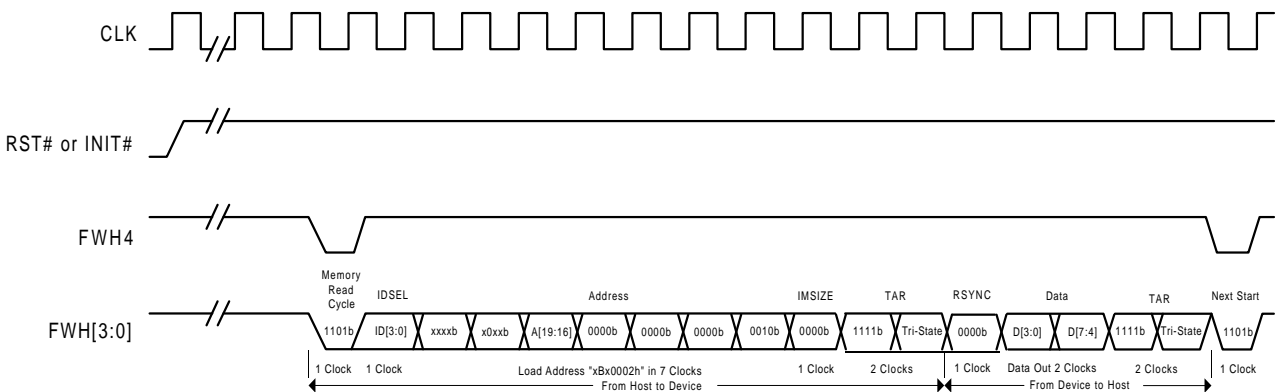 CLK
RST# or INIT#
FWH4
Memory
Read
Cycle
IDSEL Address IMSIZE TAR RSYNC Data TAR Next Start
FWH[3:0] 1101b ID[3:0] xxxxb x0xxb A[19:16] 0000b 0000b 0000b 0010b 0000b 1111b Tri-State 0000b D[3:0] D[7:4] 1111b Tri-State 1101b
1 Clock 1 Clock Load Address "xBx0002h" in 7 Clocks 1 Clock 2 Clocks 1 Clock Data Out 2 Clocks 2 Clocks 1 Clock
From Host to Device From Device to Host